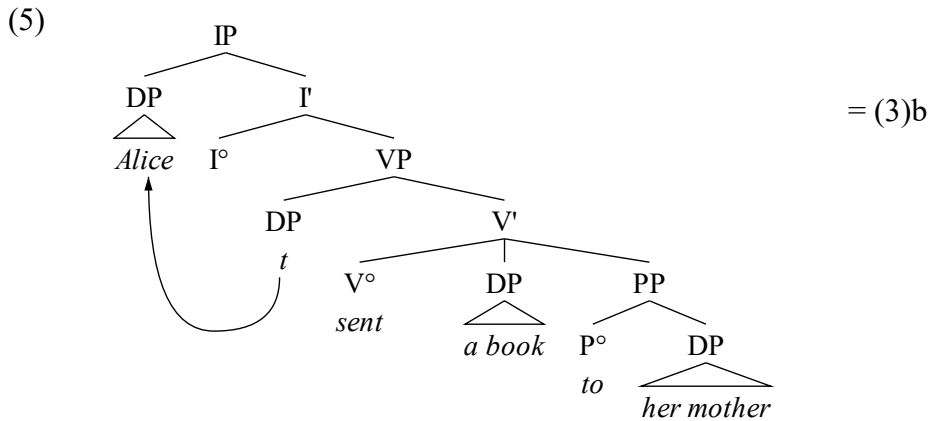 (5)
IP
DP I'
= (3)b
Alice I° VP
DP V'
t
V° DP PP
sent
a book P° DP
to
her mother